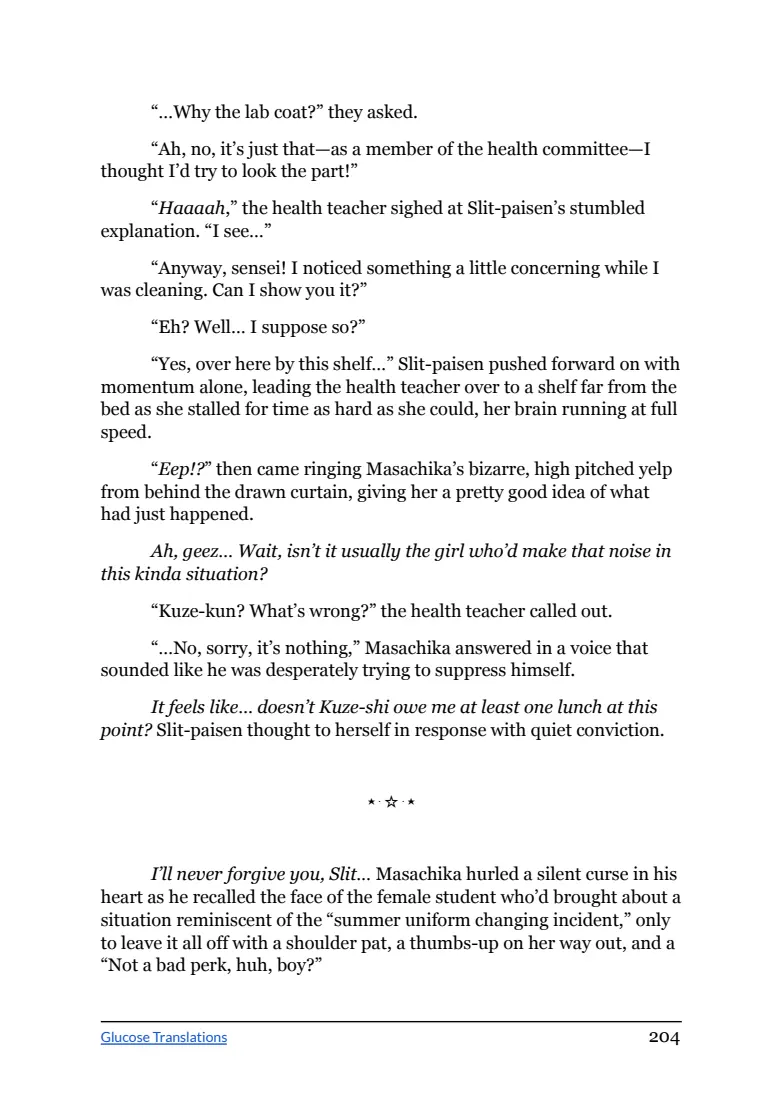 “…Why the lab coat?” they asked.
“Ah, no, it’s just that—as a member of the health committee—I
thought I’d try to look the part!”
“Haaaah,” the health teacher sighed at Slit-paisen’s stumbled
explanation. “I see…”
“Anyway, sensei! I noticed something a little concerning while I
was cleaning. Can I show you it?”
“Eh? Well… I suppose so?”
“Yes, over here by this shelf…” Slit-paisen pushed forward on with
momentum alone, leading the health teacher over to a shelf far from the
bed as she stalled for time as hard as she could, her brain running at full
speed.
“Eep!?” then came ringing Masachika’s bizarre, high pitched yelp
from behind the drawn curtain, giving her a pretty good idea of what
had just happened.
Ah, geez… Wait, isn’t it usually the girl who’d make that noise in
this kinda situation?
“Kuze-kun? What’s wrong?” the health teacher called out.
“…No, sorry, it’s nothing,” Masachika answered in a voice that
sounded like he was desperately trying to suppress himself.
It feels like… doesn’t Kuze-shi owe me at least one lunch at this
point? Slit-paisen thought to herself in response with quiet conviction.
⋆·☆·⋆
I’ll never forgive you, Slit… Masachika hurled a silent curse in his
heart as he recalled the face of the female student who’d brought about a
situation reminiscent of the “summer uniform changing incident,” only
to leave it all off with a shoulder pat, a thumbs-up on her way out, and a
“Not a bad perk, huh, boy?”
Glucose Translations 204